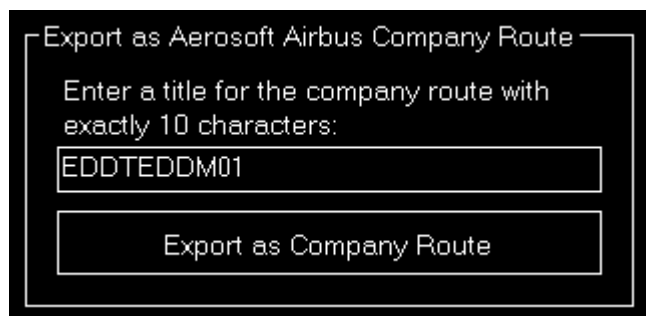 Export as Aerosoft Airbus Company Route
Enter a title for the company route with
exactly 10 characters:
EDDTEDDM01
Export as Company Route